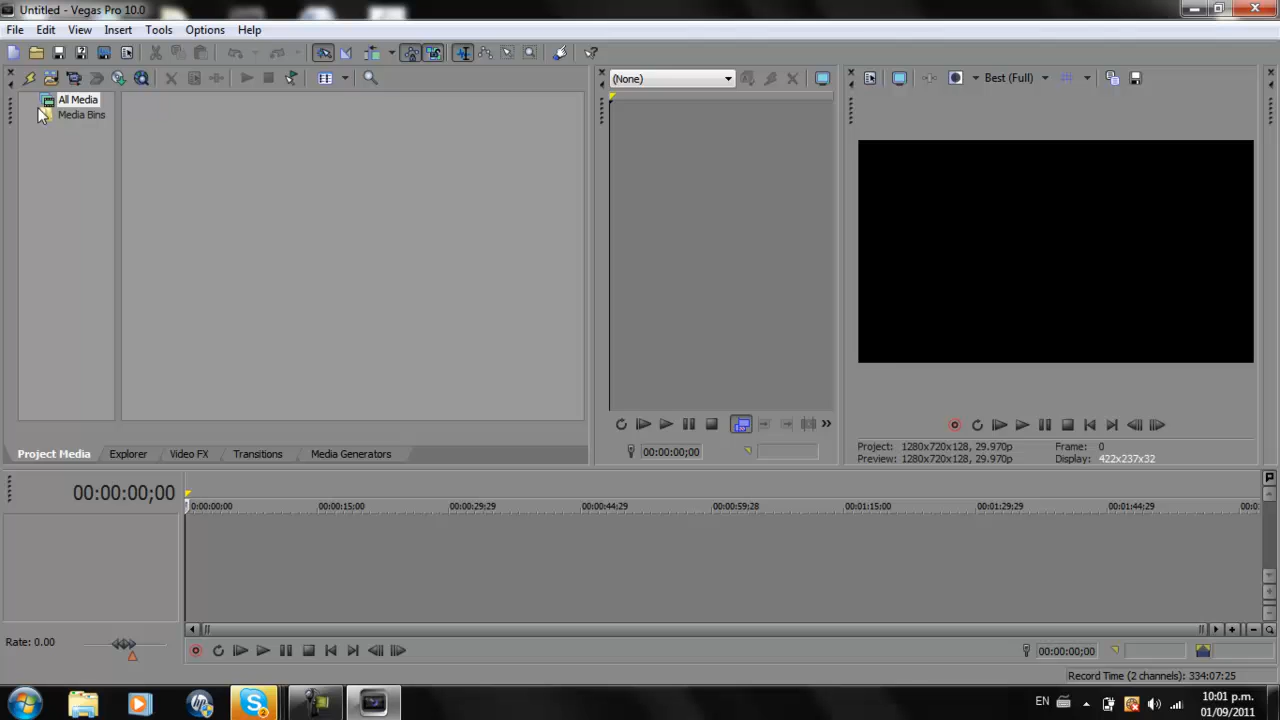 Untitled - Vegas Pro 10.0
File Edit View Insert Tools Options Help
(None)
Best (Full)
All Media
Media Bins
00:00:00;00
Project: 1280x720x128, 29.970p Frame: 0
Preview: 1280x720x128, 29.970p Display: 422x237x32
Project Media Explorer Video FX Transitions Media Generators
00:00:00;00
0:00:00;00 00:00:15;00 00:00:29;29 00:00:44;29 00:00:59;28 00:01:15;00 00:01:29;29 00:01:44;29 00:0
Rate: 0.00
00:00:00;00
Record Time (2 channels): 334:07:25
S
2
hp
EN
10:01 p.m.
01/09/2011